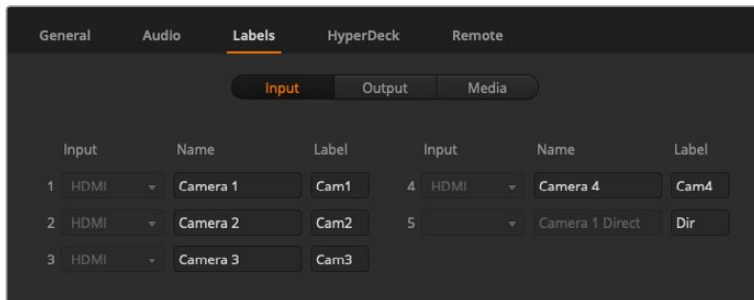 General Audio Labels HyperDeck Remote
Input Output Media
Input Name Label Input Name Label
1 HDMI Camera 1 Cam1 4 HDMI Camera 4 Cam4
2 HDMI Camera 2 Cam2 5 Camera 1 Direct Dir
3 HDMI Camera 3 Cam3